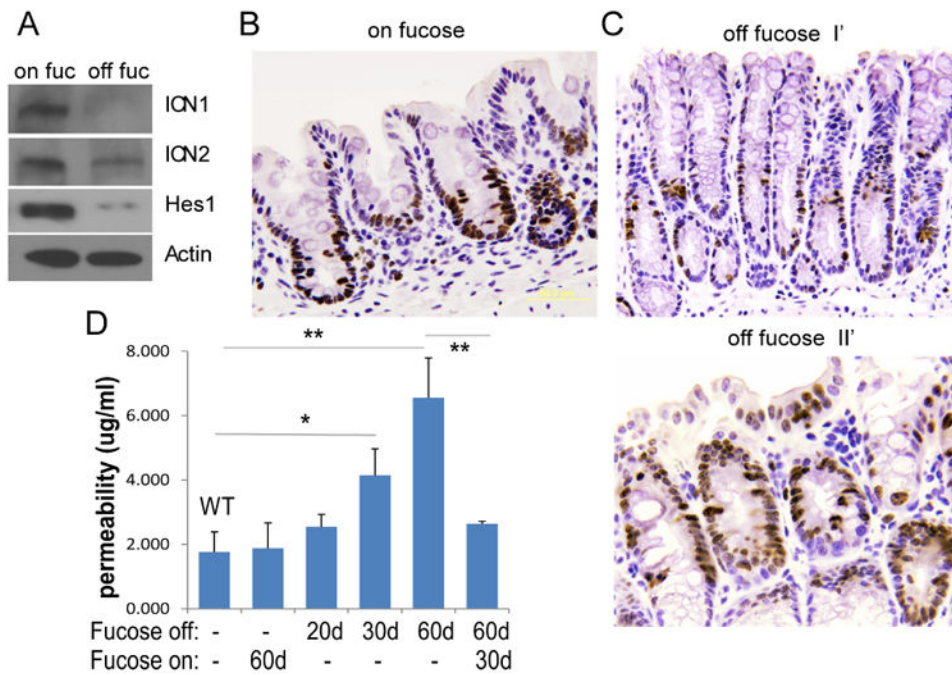 A
on fuc off fuc
ICN1
ICN2
Hes1
Actin
B
on fucose
C
off fucose I'
off fucose II'
D
permeability (ug/ml)
8.000
6.000
4.000
2.000
0.000
**
**
*
WT
Fucose off: - - 20d 30d 60d 60d
Fucose on: - 60d - - - 30d